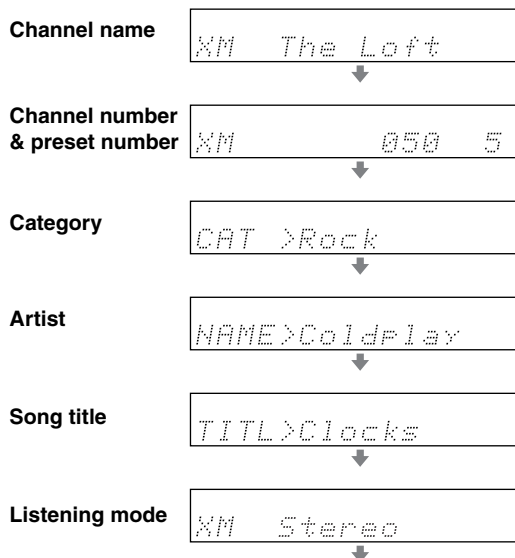 Channel name
XM The Loft
Channel number
& preset number
XM 050 5
Category
CAT >Rock
Artist
NAME>Coldplay
Song title
TITL>Clocks
Listening mode
XM Stereo